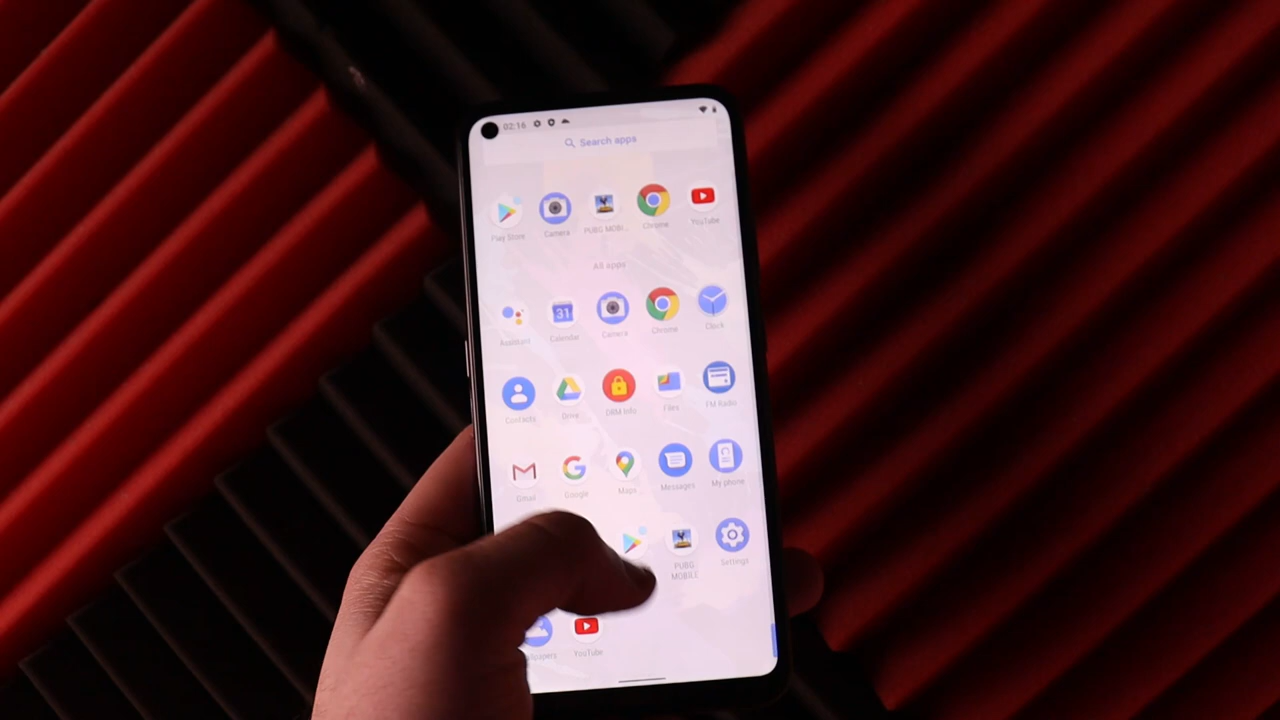 02:16
Search apps
Play Store
Camera
PUBG MOBI...
Chrome
YouTube
All apps
Assistant
31
Calendar
Camera
Chrome
Clock
Contacts
Drive
DRM Info
Files
FM Radio
Gmail
Google
Maps
Messages
My phone
PUBG
MOBILE
Settings
YouTube